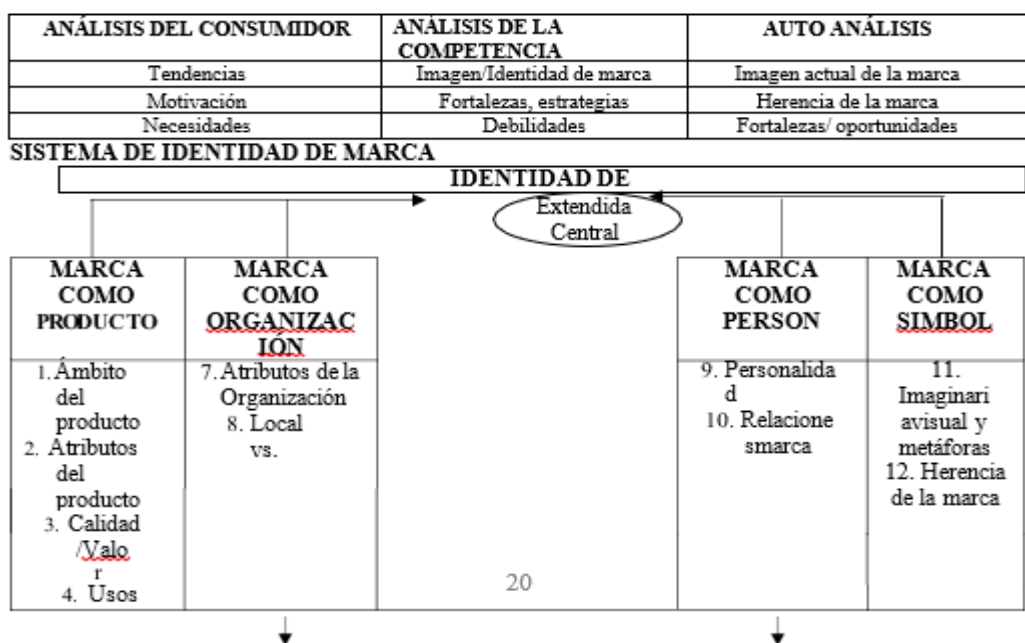 ANÁLISIS DEL CONSUMIDOR
ANÁLISIS DE LA
COMPETENCIA
AUTO ANÁLISIS
Tendencias
Imagen/Identidad de marca
Imagen actual de la marca
Motivación
Fortalezas, estrategias
Herencia de la marca
Necesidades
Debilidades
Fortalezas/ oportunidades
SISTEMA DE IDENTIDAD DE MARCA
IDENTIDAD DE
Extendida
Central
MARCA
COMO
PRODUCTO
MARCA
COMO
ORGANIZAC
IÓN
MARCA
COMO
PERSON
MARCA
COMO
SIMBOL
1. Ámbito
del
producto
2. Atributos
del
producto
3. Calidad
/Valo
r
4. Usos
7. Atributos de la
Organización
8. Local
vs.
9. Personalida
d
10. Relacione
smarca
11.
Imaginari
avisual y
metáforas
12. Herencia
de la marca
20